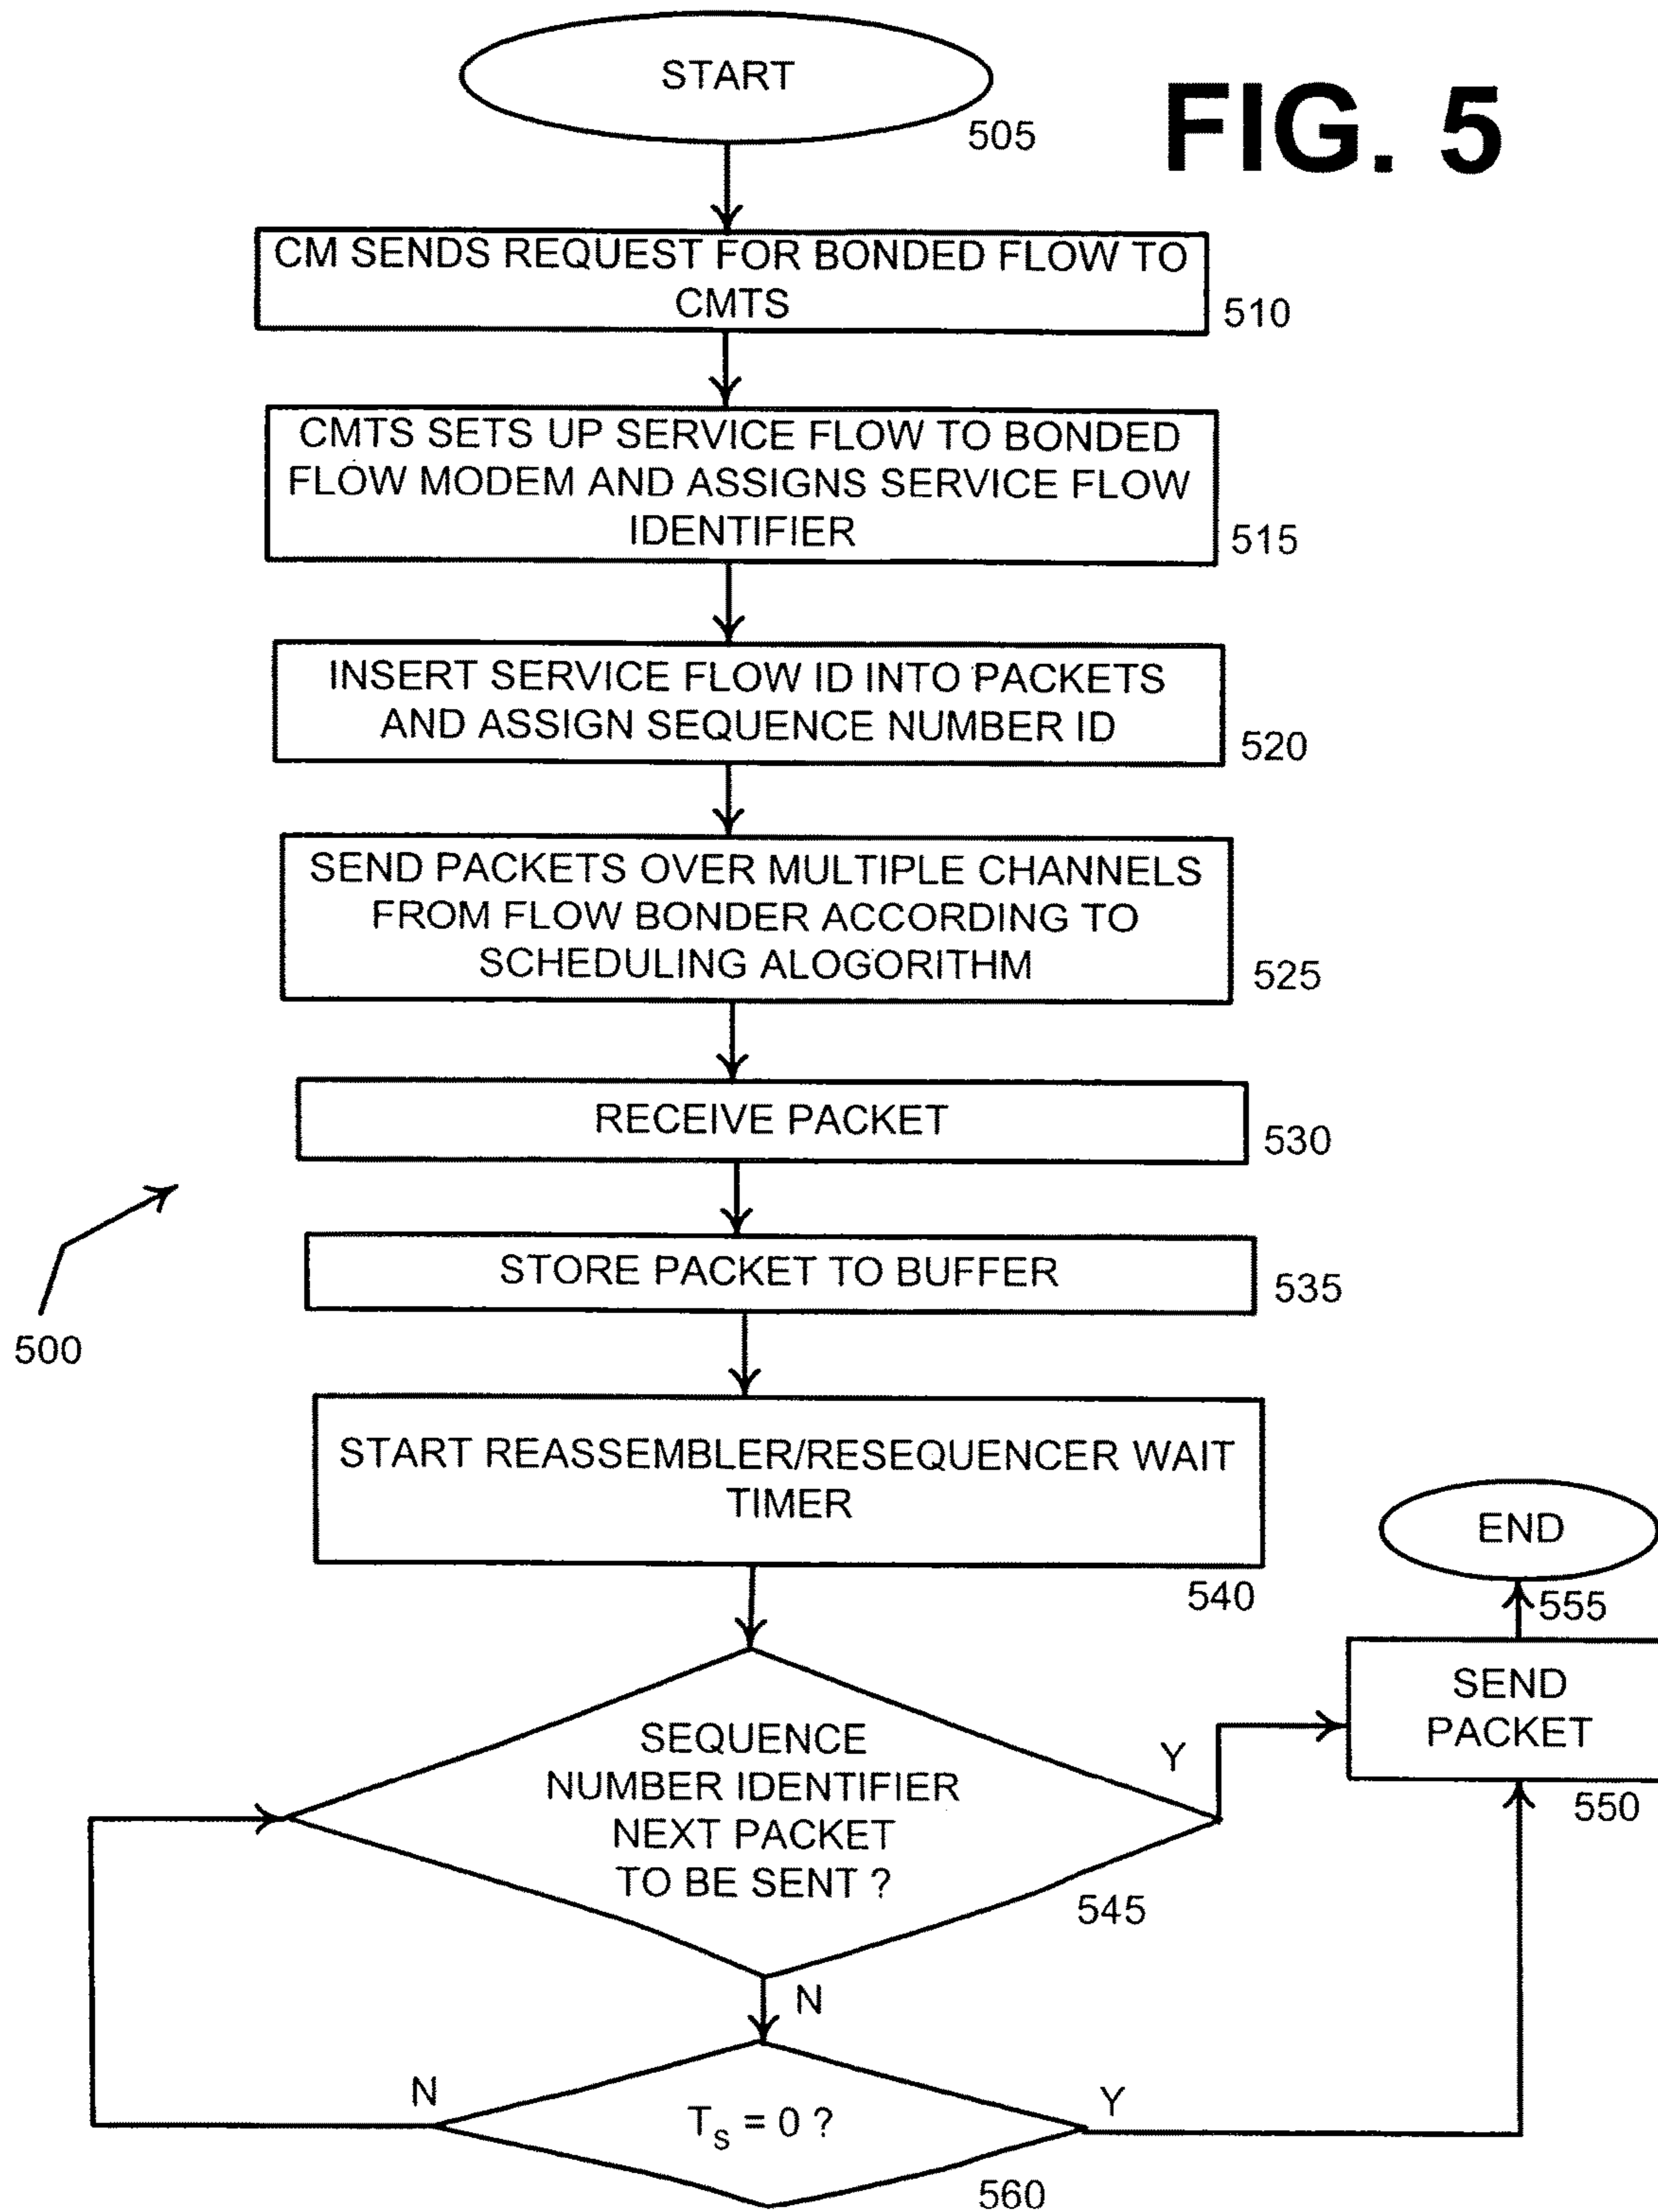 START
505
FIG. 5
CM SENDS REQUEST FOR BONDED FLOW TO
CMTS
510
CMTS SETS UP SERVICE FLOW TO BONDED
FLOW MODEM AND ASSIGNS SERVICE FLOW
IDENTIFIER
515
INSERT SERVICE FLOW ID INTO PACKETS
AND ASSIGN SEQUENCE NUMBER ID
520
SEND PACKETS OVER MULTIPLE CHANNELS
FROM FLOW BONDER ACCORDING TO
SCHEDULING ALOGORITHM
525
RECEIVE PACKET
530
STORE PACKET TO BUFFER
535
500
START REASSEMBLER/RESEQUENCER WAIT
TIMER
540
END
555
SEND
PACKET
550
SEQUENCE
NUMBER IDENTIFIER
NEXT PACKET
TO BE SENT ?
Y
545
N
N
T_S = 0 ?
Y
560